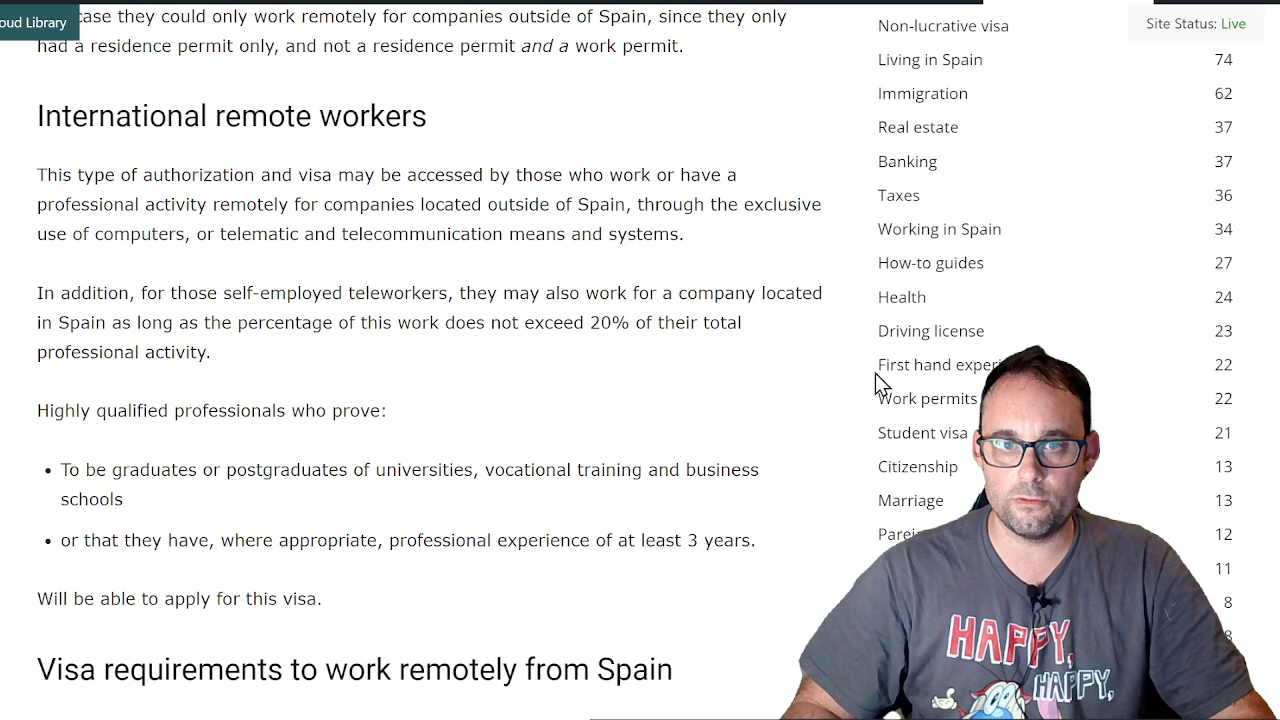 case they could only work remotely for companies outside of Spain, since they only
had a residence permit only, and not a residence permit and a work permit.
oud Library
Site Status: Live
International remote workers
This type of authorization and visa may be accessed by those who work or have a
professional activity remotely for companies located outside of Spain, through the exclusive
use of computers, or telematic and telecommunication means and systems.
In addition, for those self-employed teleworkers, they may also work for a company located
in Spain as long as the percentage of this work does not exceed 20% of their total
professional activity.
Highly qualified professionals who prove:
• To be graduates or postgraduates of universities, vocational training and business
schools
• or that they have, where appropriate, professional experience of at least 3 years.
Will be able to apply for this visa.
Visa requirements to work remotely from Spain
Non-lucrative visa
Living in Spain 74
Immigration 62
Real estate 37
Banking 37
Taxes 36
Working in Spain 34
How-to guides 27
Health 24
Driving license 23
First hand experi 22
Work permits 22
Student visa 21
Citizenship 13
Marriage 13
Parej 12
11
8
8
HAPPY,
HAPPY,